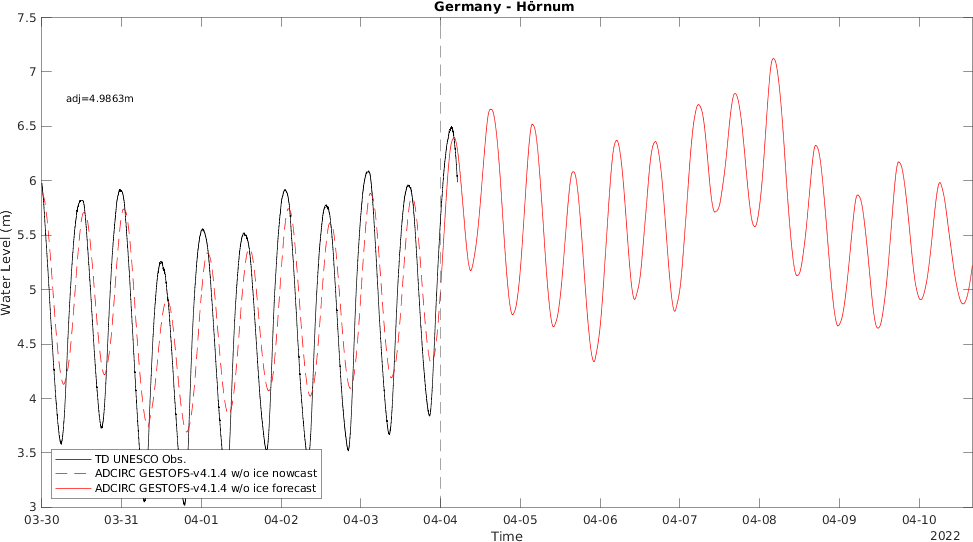 Germany - Hörnum
7.5
7
6.5
6
5.5
5
4.5
4
3.5
3
Water Level (m)
adj=4.9863m
TD UNESCO Obs.
ADCIRC GESTOFS-v4.1.4 w/o ice nowcast
ADCIRC GESTOFS-v4.1.4 w/o ice forecast
03-30 03-31 04-01 04-02 04-03 04-04 04-05 04-06 04-07 04-08 04-09 04-10
Time
2022